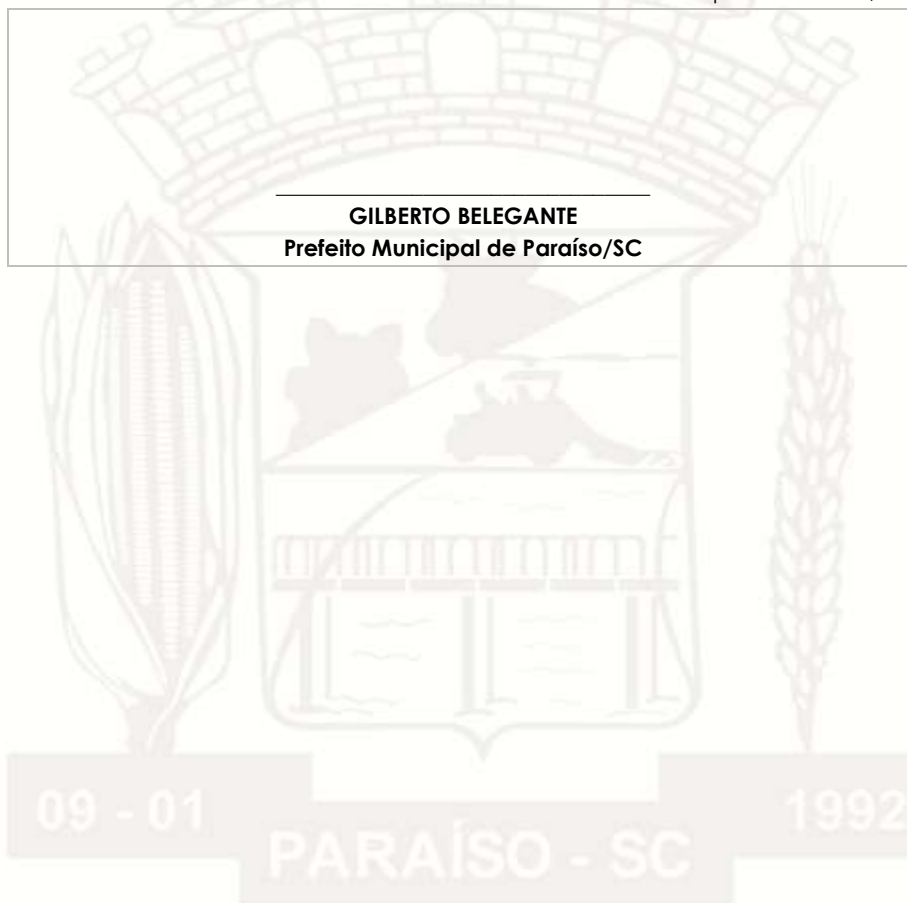 GILBERTO BELEGANTE
Prefeito Municipal de Paraíso/SC
09 - 01
1992
PARAÍSO - SC